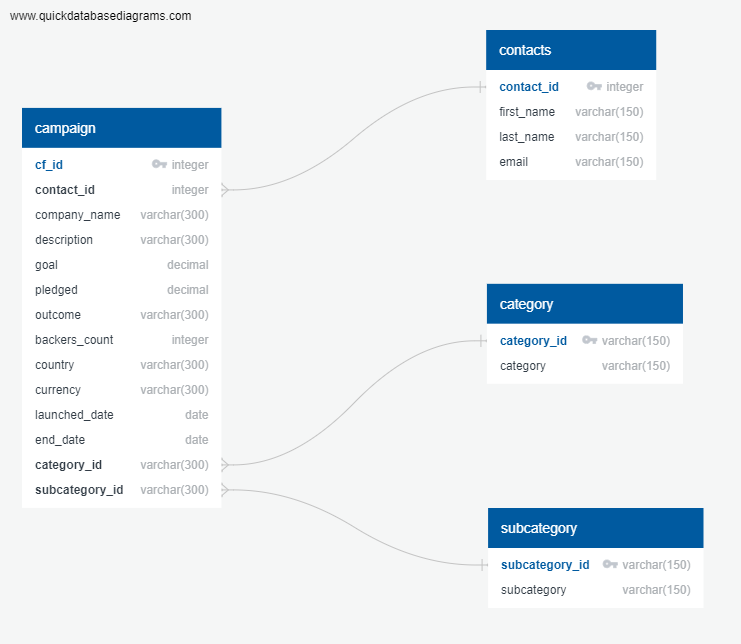 www.quickdatabasediagrams.com
campaign
cf_id integer
contact_id integer
company_name varchar(300)
description varchar(300)
goal decimal
pledged decimal
outcome varchar(300)
backers_count integer
country varchar(300)
currency varchar(300)
launched_date date
end_date date
category_id varchar(300)
subcategory_id varchar(300)
contacts
contact_id integer
first_name varchar(150)
last_name varchar(150)
email varchar(150)
category
category_id varchar(150)
category varchar(150)
subcategory
subcategory_id varchar(150)
subcategory varchar(150)